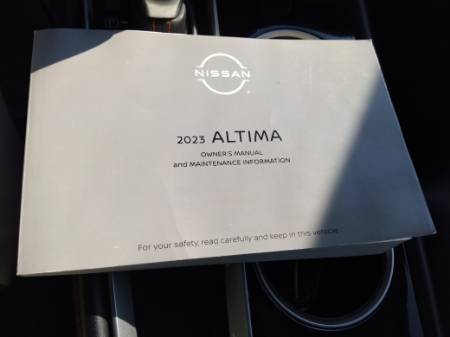 NISSAN
2023 ALTIMA
OWNER'S MANUAL
and MAINTENANCE INFORMATION
For your safety, read carefully and keep in this vehicle.